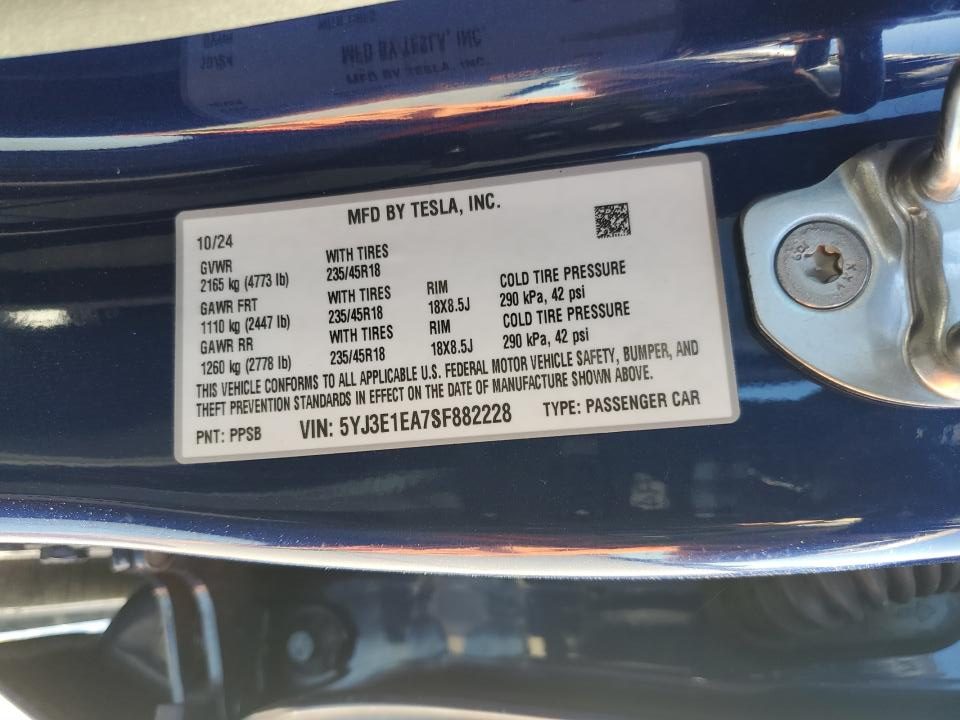 MFD BY TESLA, INC.
10/24
GVWR
2165 kg (4773 lb)
WITH TIRES
235/45R18
GAWR FRT
1110 kg (2447 lb)
WITH TIRES
235/45R18
RIM
18X8.5J
COLD TIRE PRESSURE
290 kPa, 42 psi
GAWR RR
1260 kg (2778 lb)
WITH TIRES
235/45R18
RIM
18X8.5J
COLD TIRE PRESSURE
290 kPa, 42 psi
THIS VEHICLE CONFORMS TO ALL APPLICABLE U.S. FEDERAL MOTOR VEHICLE SAFETY, BUMPER, AND
THEFT PREVENTION STANDARDS IN EFFECT ON THE DATE OF MANUFACTURE SHOWN ABOVE.
PNT: PPSB
VIN: 5YJ3E1EA7SF882228
TYPE: PASSENGER CAR